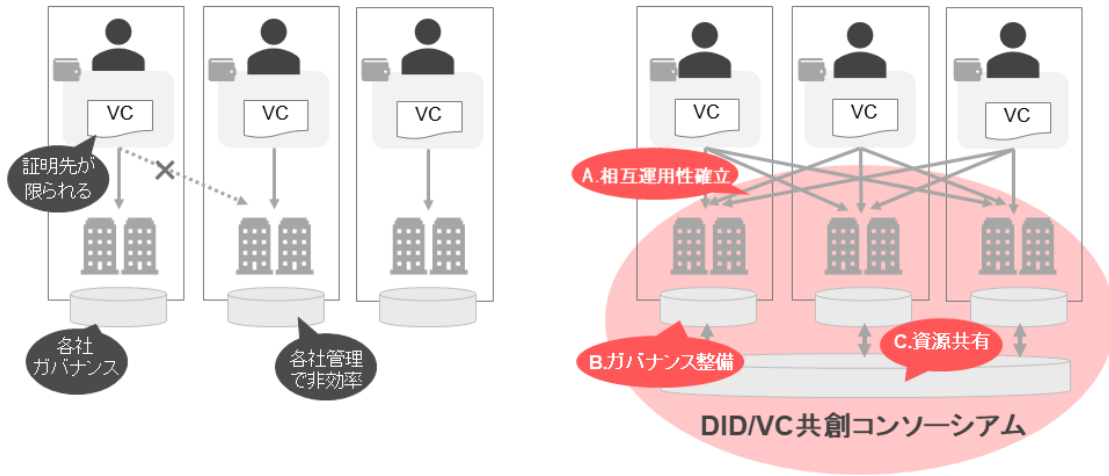 VC
VC
VC
証明先が
限られる
各社
ガバナンス
各社管理
で非効率
VC
VC
VC
A.相互運用性確立
B.ガバナンス整備
C.資源共有
DID/VC共創コンソーシアム